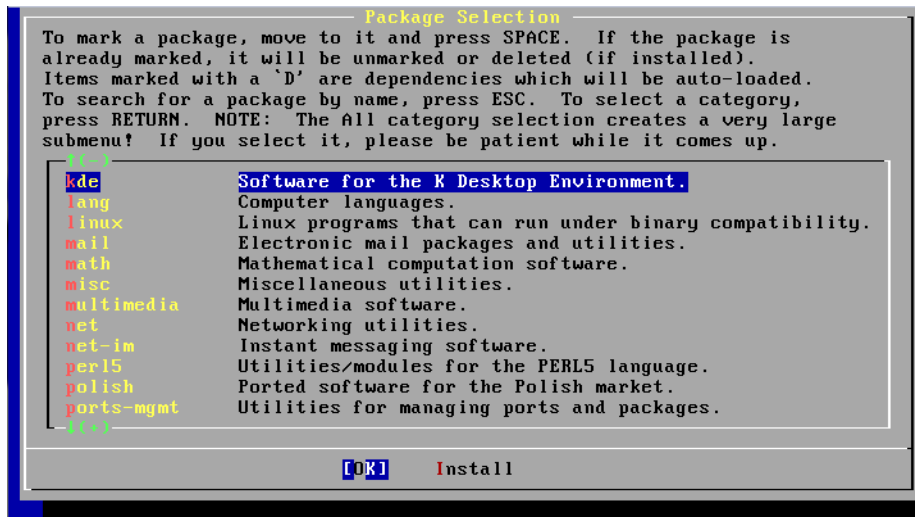 Package Selection
To mark a package, move to it and press SPACE.  If the package is
already marked, it will be unmarked or deleted (if installed).
Items marked with a `D' are dependencies which will be auto-loaded.
To search for a package by name, press ESC.  To select a category,
press RETURN.  NOTE:  The All category selection creates a very large
submenu!  If you select it, please be patient while it comes up.
↑(-)
kde Software for the K Desktop Environment.
lang Computer languages.
linux Linux programs that can run under binary compatibility.
mail Electronic mail packages and utilities.
math Mathematical computation software.
misc Miscellaneous utilities.
multimedia Multimedia software.
net Networking utilities.
net-im Instant messaging software.
perl5 Utilities/modules for the PERL5 language.
polish Ported software for the Polish market.
ports-mgmt Utilities for managing ports and packages.
↓(+)
[OK] Install